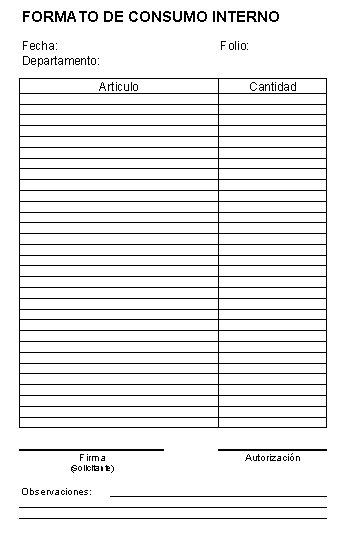 FORMATO DE CONSUMO INTERNO
Fecha: Folio:
Departamento:
Artículo Cantidad
Firma Autorización
(Solicitante)
Observaciones: